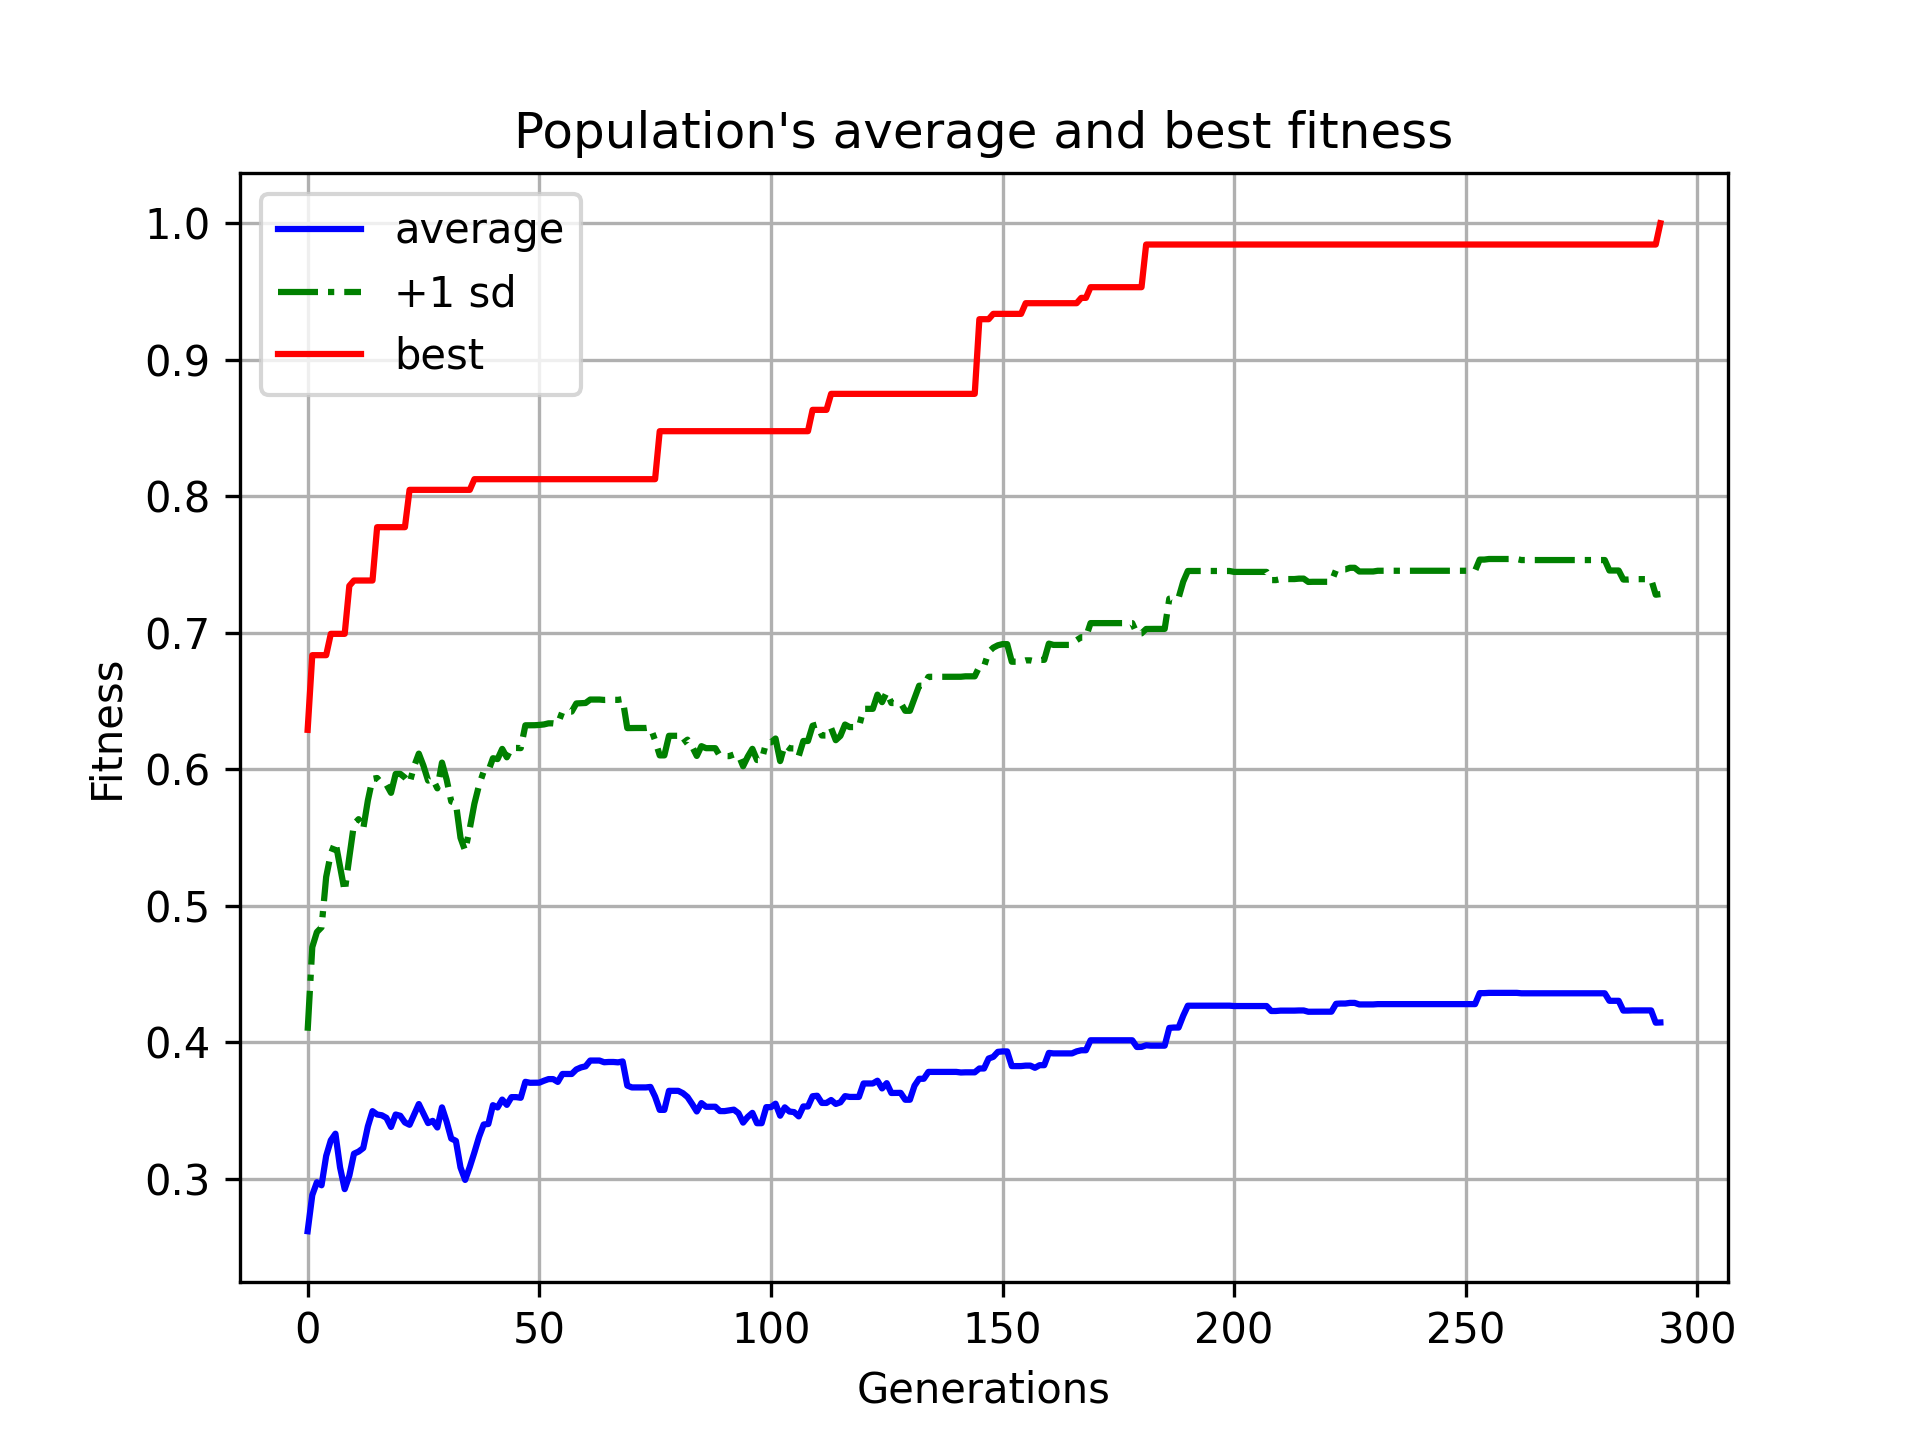 Population's average and best fitness
average
+1 sd
best
1.0
0.9
0.8
0.7
0.6
0.5
0.4
0.3
Fitness
0 50 100 150 200 250 300
Generations